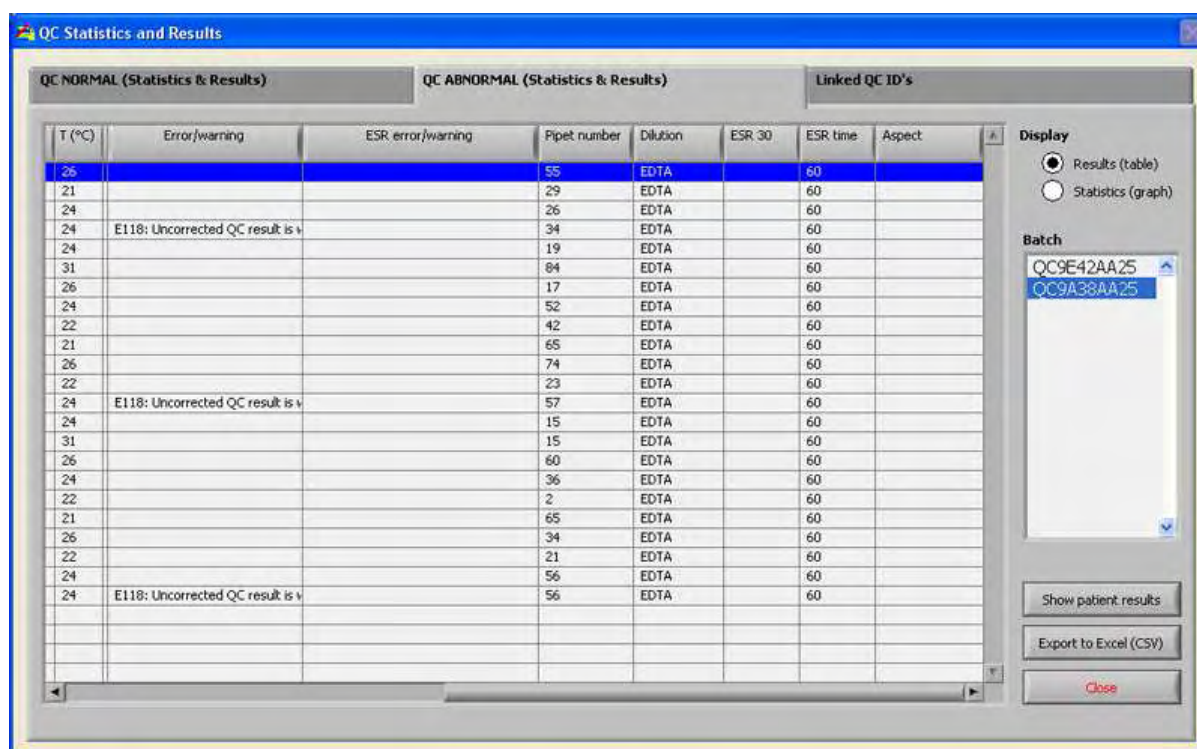 QC Statistics and Results
QC NORMAL (Statistics & Results) QC ABNORMAL (Statistics & Results) Linked QC ID's
T (°C) Error/warning ESR error/warning Pipet number Dilution ESR 30 ESR time Aspect
26 55 EDTA 60
21 29 EDTA 60
24 26 EDTA 60
24 E118: Uncorrected QC result is 34 EDTA 60
24 19 EDTA 60
31 84 EDTA 60
26 17 EDTA 60
24 52 EDTA 60
22 42 EDTA 60
21 65 EDTA 60
26 74 EDTA 60
22 23 EDTA 60
24 E118: Uncorrected QC result is 57 EDTA 60
24 15 EDTA 60
31 15 EDTA 60
26 60 EDTA 60
24 36 EDTA 60
22 2 EDTA 60
21 65 EDTA 60
26 34 EDTA 60
22 21 EDTA 60
24 56 EDTA 60
24 E118: Uncorrected QC result is 56 EDTA 60
Display
Results (table)
Statistics (graph)
Batch
QC9E42AA25
QC9A38AA25
Show patient results
Export to Excel (CSV)
Close